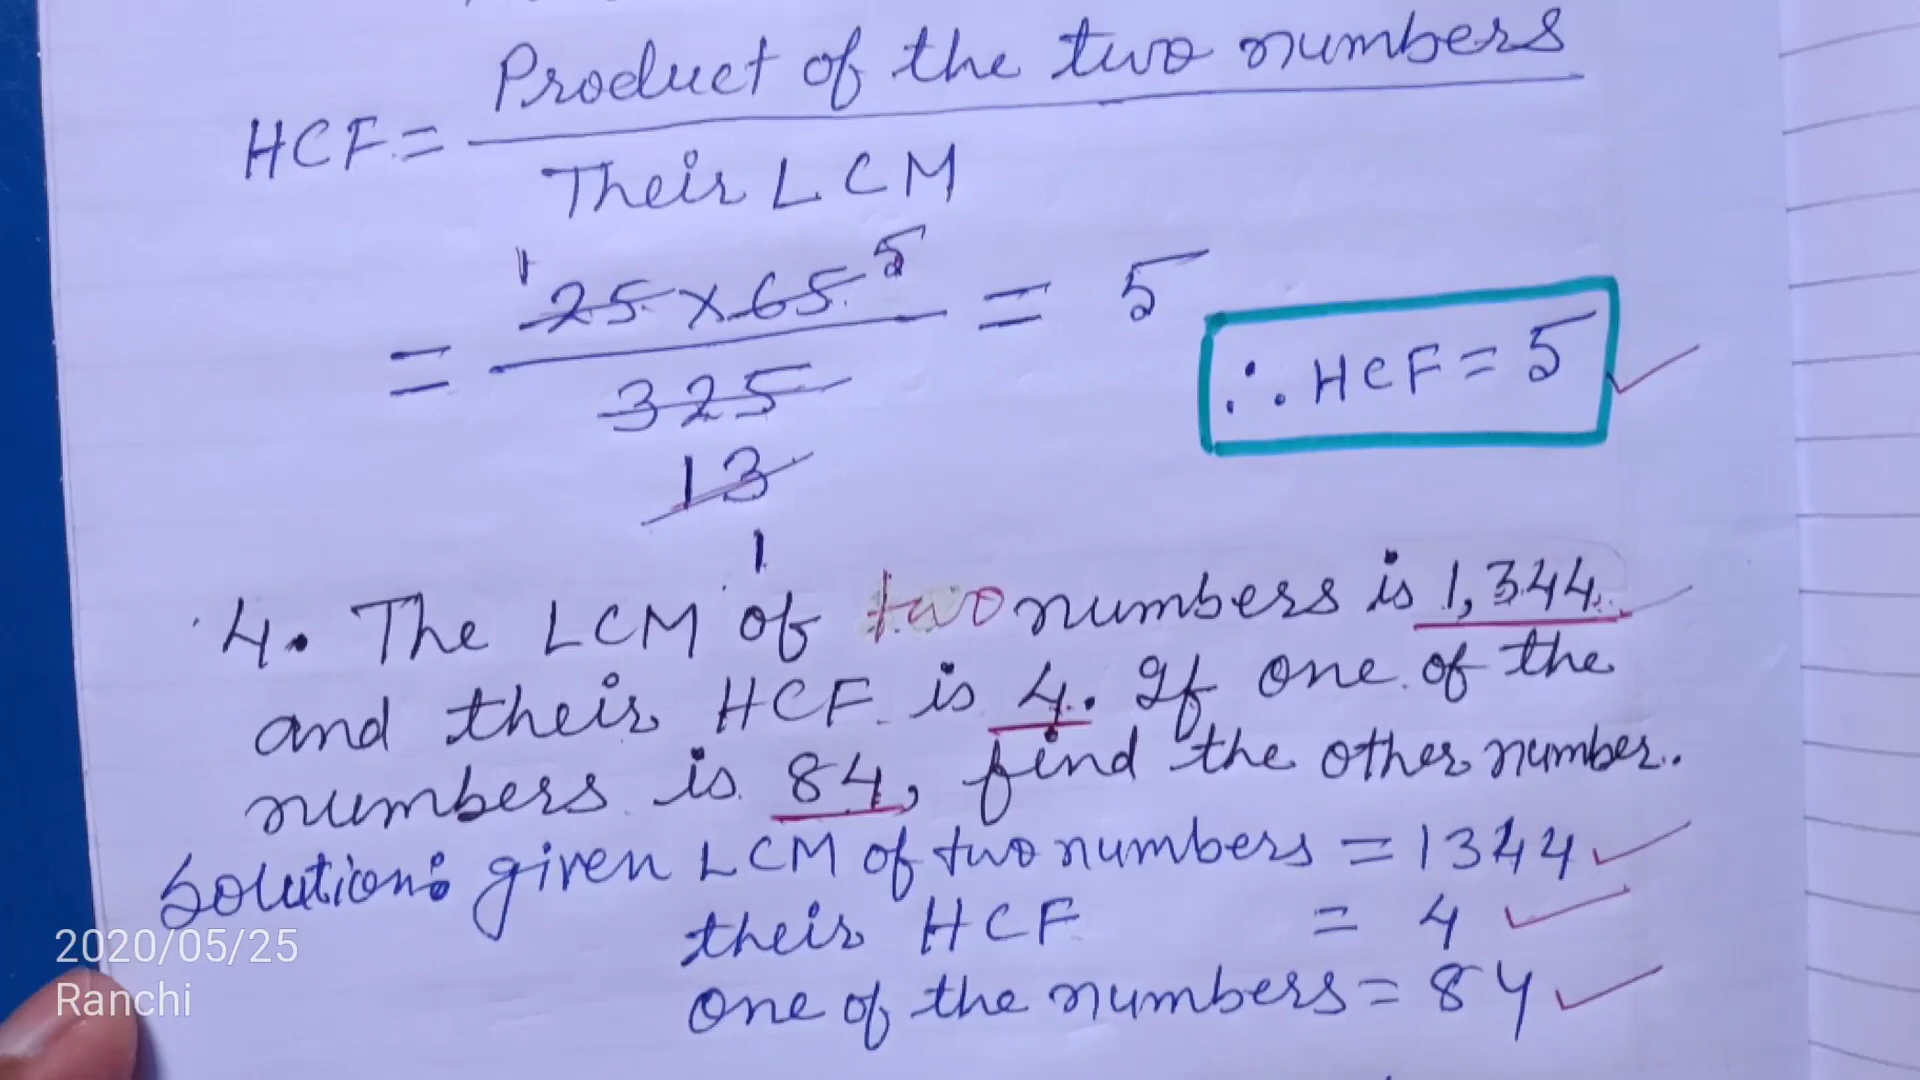 Product of the two numbers
HCF =
Their LCM
1 5
= 25 × 65 = 5
325
∴ HCF = 5
13
1
4. The LCM of two numbers is 1,344
and their HCF is 4. If one of the
numbers is 84, find the other number.
Solution: given LCM of two numbers = 1344
their HCF = 4
one of the numbers = 84
2020/05/25
Ranchi